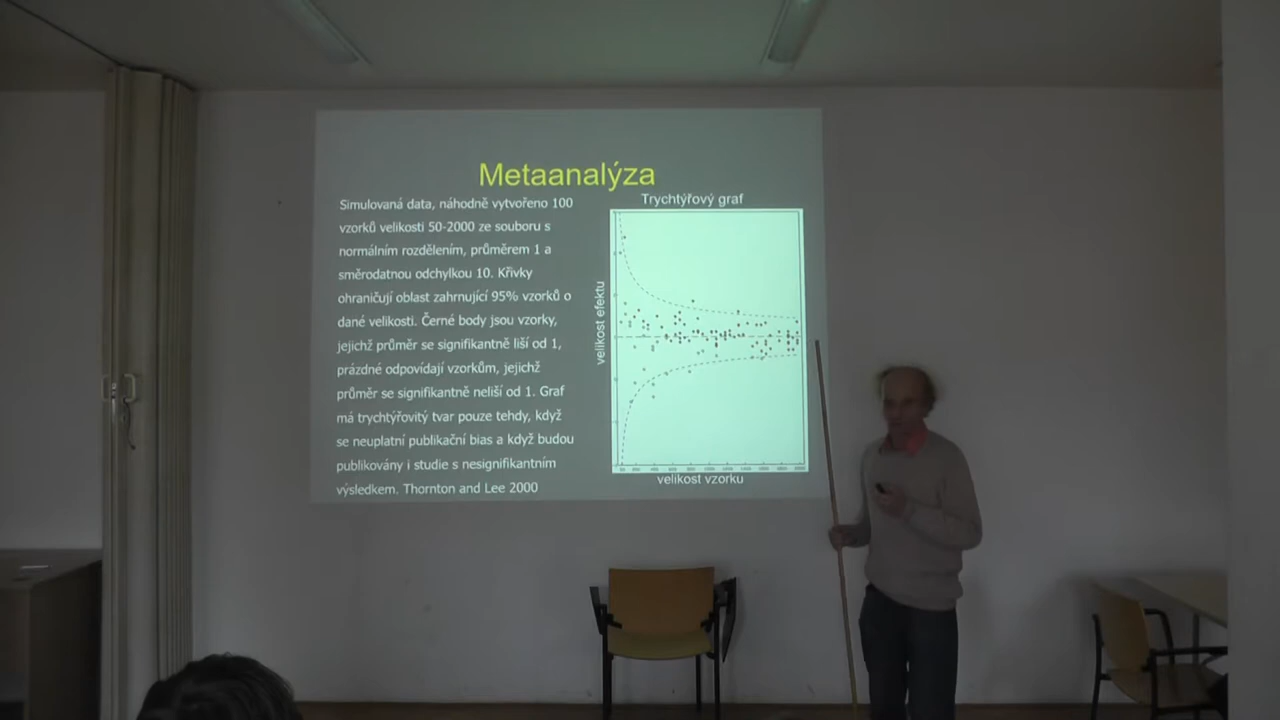 Metaanalýza
Simulovaná data, náhodně vytvořeno 100
vzorků velikosti 50-2000 ze souboru s
normálním rozdělením, průměrem 1 a
směrodatnou odchylkou 10. Křivky
ohraničují oblast zahrnující 95% vzorků o
dané velikosti. Černé body jsou vzorky,
jejichž průměr se signifikantně liší od 1,
prázdné odpovídají vzorkům, jejichž
průměr se signifikantně neliší od 1. Graf
má trychtýřovitý tvar pouze tehdy, když
se neuplatní publikační bias a když budou
publikovány i studie s nesignifikantním
výsledkem. Thornton and Lee 2000
Trychtýřový graf
velikost efektu
velikost vzorku